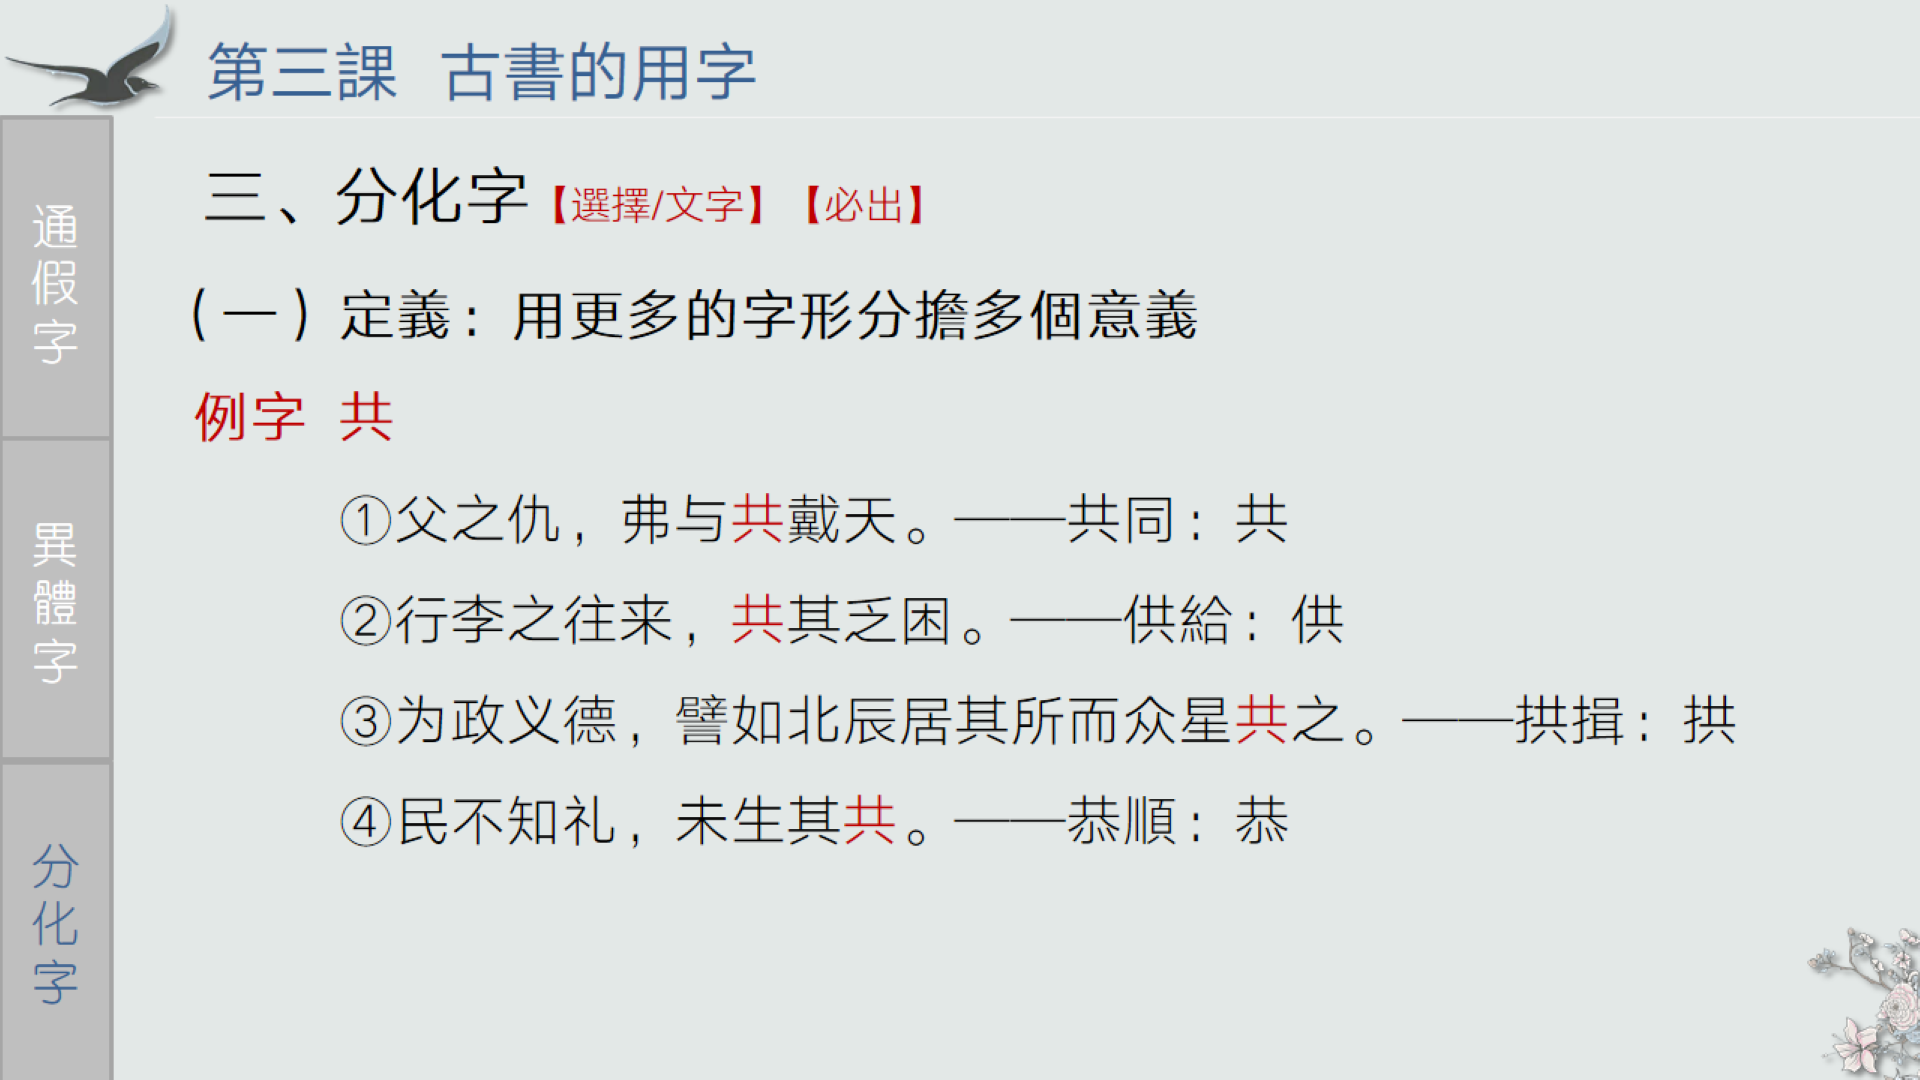 第三課 古書的用字
通假字
異體字
分化字
三、分化字【選擇/文字】【必出】
（一）定義：用更多的字形分擔多個意義
例字 共
①父之仇，弗与共戴天。——共同：共
②行李之往来，共其乏困。——供給：供
③为政义德，譬如北辰居其所而众星共之。——拱揖：拱
④民不知礼，未生其共。——恭順：恭